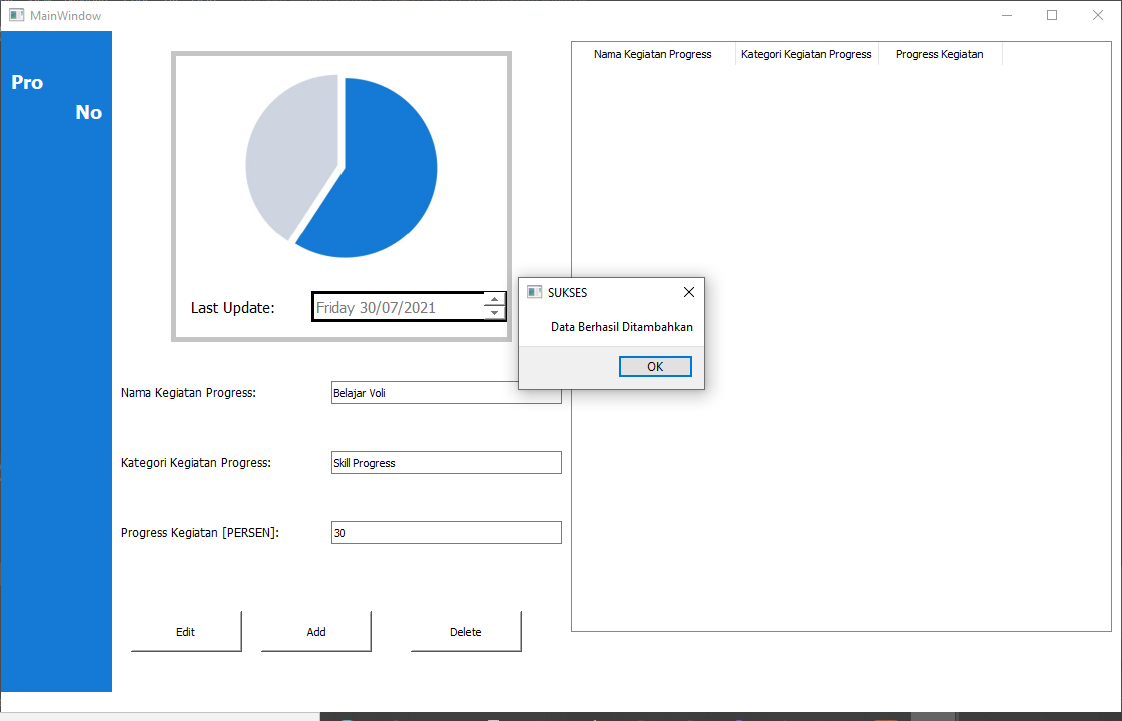 MainWindow
Pro
No
Last Update:
Friday 30/07/2021
Nama Kegiatan Progress:
Belajar Voli
Kategori Kegiatan Progress:
Skill Progress
Progress Kegiatan [PERSEN]:
30
Edit
Add
Delete
Nama Kegiatan Progress
Kategori Kegiatan Progress
Progress Kegiatan
SUKSES
Data Berhasil Ditambahkan
OK